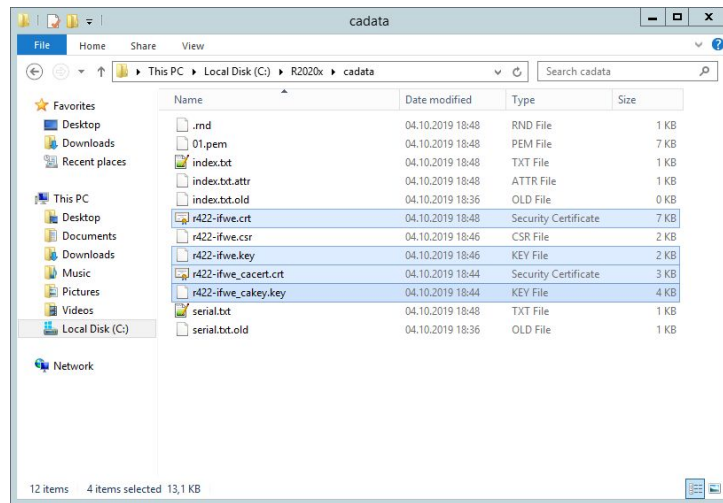 cadata
File Home Share View
This PC Local Disk (C:) R2020x cadata Search cadata
Name Date modified Type Size
Favorites
Desktop
Downloads
Recent places
This PC
Desktop
Documents
Downloads
Music
Pictures
Videos
Local Disk (C:)
Network
.rnd 04.10.2019 18:48 RND File 1 KB
01.pem 04.10.2019 18:48 PEM File 7 KB
index.txt 04.10.2019 18:48 TXT File 1 KB
index.txt.attr 04.10.2019 18:48 ATTR File 1 KB
index.txt.old 04.10.2019 18:36 OLD File 0 KB
r422-ifwe.crt 04.10.2019 18:48 Security Certificate 7 KB
r422-ifwe.csr 04.10.2019 18:46 CSR File 2 KB
r422-ifwe.key 04.10.2019 18:46 KEY File 2 KB
r422-ifwe_cacert.crt 04.10.2019 18:44 Security Certificate 3 KB
r422-ifwe_cakey.key 04.10.2019 18:44 KEY File 4 KB
serial.txt 04.10.2019 18:48 TXT File 1 KB
serial.txt.old 04.10.2019 18:36 OLD File 1 KB
12 items 4 items selected 13,1 KB